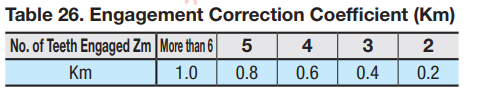 Table 26. Engagement Correction Coefficient (Km)
No. of Teeth Engaged Zm More than 6 5 4 3 2
Km 1.0 0.8 0.6 0.4 0.2